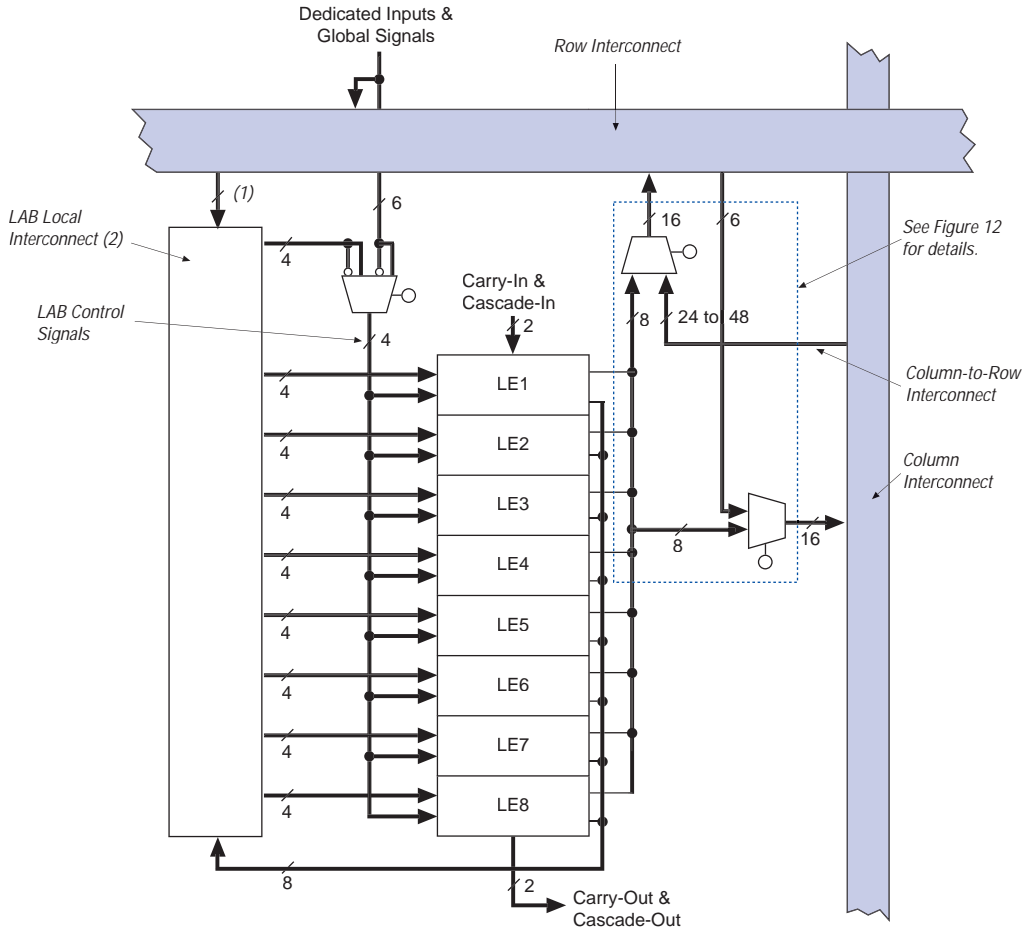 Dedicated Inputs &
Global Signals
Row Interconnect
(1)
6
16
6
LAB Local
Interconnect (2)
4
See Figure 12
for details.
Carry-In &
Cascade-In
2
LAB Control
Signals
4
8
24 to 48
Column-to-Row
Interconnect
4
LE1
4
LE2
Column
Interconnect
4
LE3
8
16
4
LE4
4
LE5
4
LE6
4
LE7
4
LE8
8
2
Carry-Out &
Cascade-Out